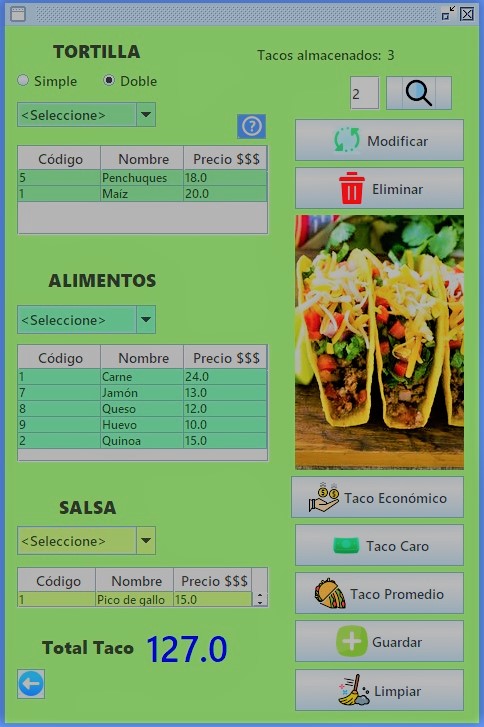 TORTILLA
Tacos almacenados: 3
Simple
Doble
2
<Seleccione>
Modificar
Código Nombre Precio $$$
5 Penchuques 18.0
1 Maíz 20.0
Eliminar
ALIMENTOS
<Seleccione>
Código Nombre Precio $$$
1 Carne 24.0
7 Jamón 13.0
8 Queso 12.0
9 Huevo 10.0
2 Quinoa 15.0
Taco Económico
SALSA
<Seleccione>
Taco Caro
Código Nombre Precio $$$
1 Pico de gallo 15.0
Taco Promedio
Total Taco 127.0
Guardar
Limpiar